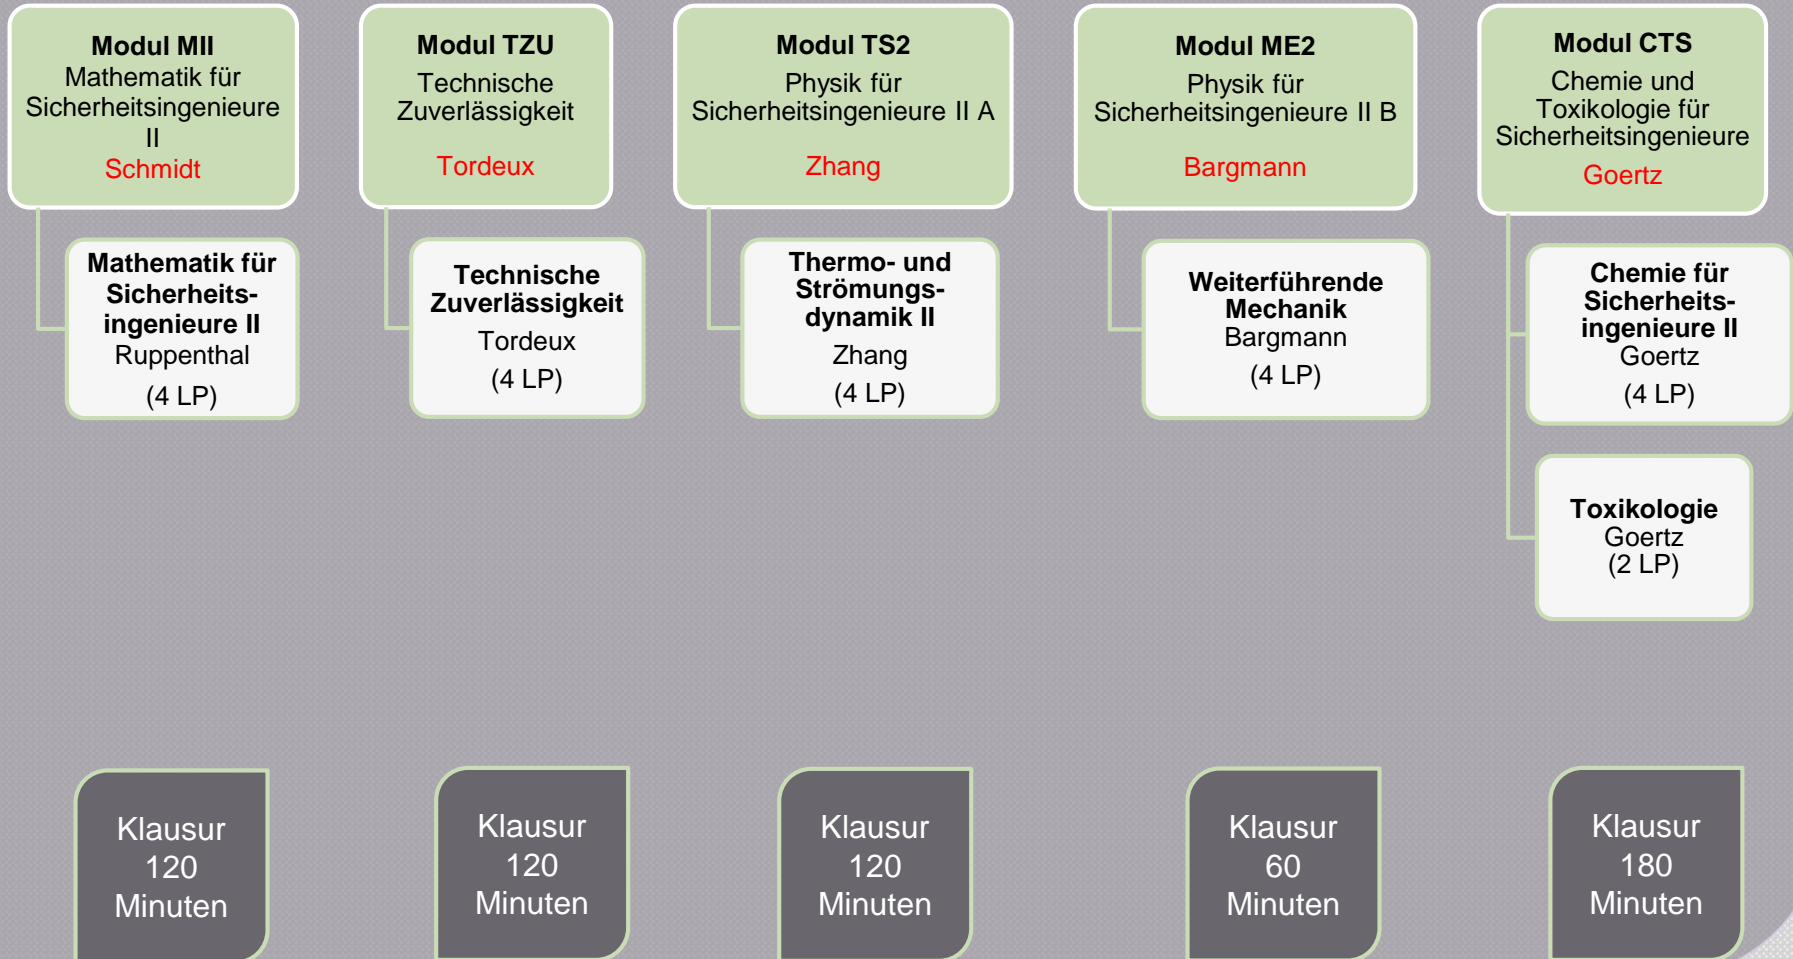 Modul MII
Mathematik für
Sicherheitsingenieure
II
Schmidt
Mathematik für
Sicherheits-
ingenieure II
Ruppenthal
(4 LP)
Klausur
120
Minuten
Modul TZU
Technische
Zuverlässigkeit
Tordeux
Technische
Zuverlässigkeit
Tordeux
(4 LP)
Klausur
120
Minuten
Modul TS2
Physik für
Sicherheitsingenieure II A
Zhang
Thermo- und
Strömungs-
dynamik II
Zhang
(4 LP)
Klausur
120
Minuten
Modul ME2
Physik für
Sicherheitsingenieure II B
Bargmann
Weiterführende
Mechanik
Bargmann
(4 LP)
Klausur
60
Minuten
Modul CTS
Chemie und
Toxikologie für
Sicherheitsingenieure
Goertz
Chemie für
Sicherheits-
ingenieure II
Goertz
(4 LP)
Toxikologie
Goertz
(2 LP)
Klausur
180
Minuten